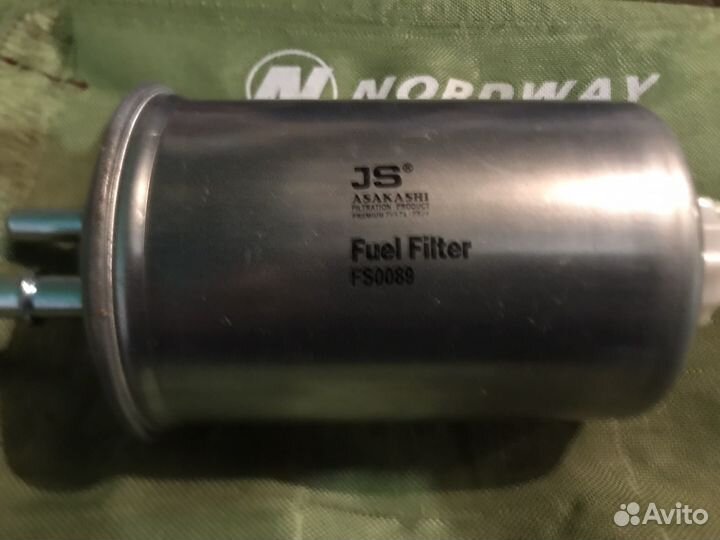 NORDWAY
JS®
ASAKASHI
FILTRATION PRODUCT
Fuel Filter
FS0089
Avito